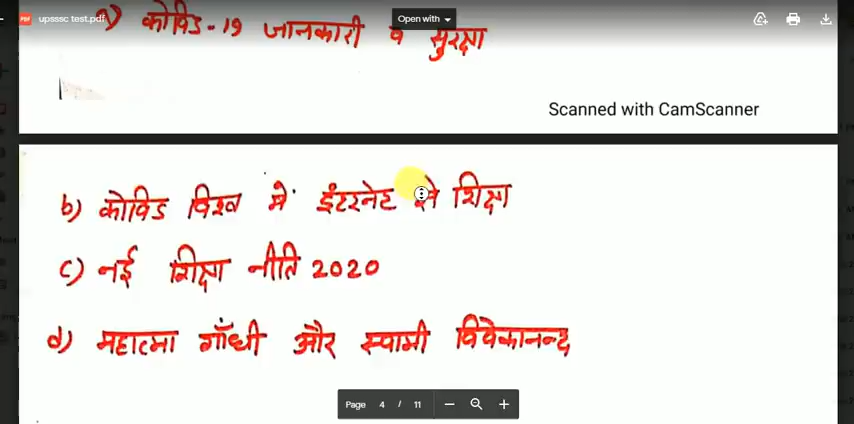 upsssc test.pdf
Open with
a) कोविड-19 जानकारी व सुरक्षा
Scanned with CamScanner
b) कोविड विश्व में इंटरनेट से शिक्षा
c) नई शिक्षा नीति 2020
d) महात्मा गाँधी और स्वामी विवेकानन्द
Page 4 / 11